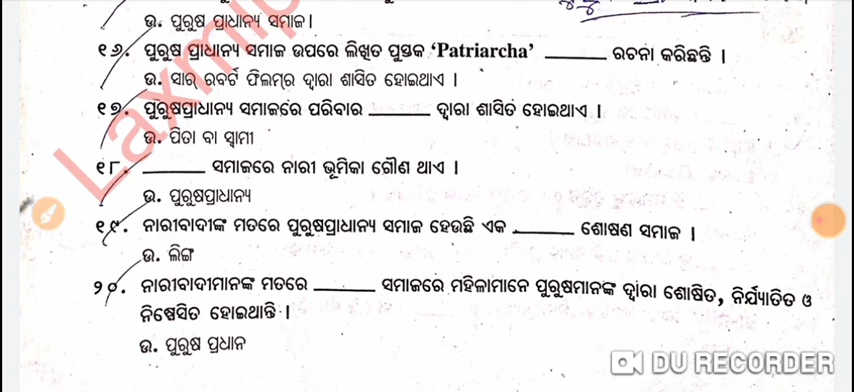 ଉ. ପୁରୁଷ ପ୍ରାଧାନ୍ୟ ସମାଜ।
୧୬. ପୁରୁଷ ପ୍ରାଧାନ୍ୟ ସମାଜ ଉପରେ ଲିଖିତ ପୁସ୍ତକ ‘Patriarcha’ ______ ରଚନା କରିଛନ୍ତି ।
ଉ. ସାର୍ ରବର୍ଟ ଫିଲମ୍‌ର ଦ୍ୱାରା ଶାସିତ ହୋଇଥାଏ ।
୧୭. ପୁରୁଷପ୍ରାଧାନ୍ୟ ସମାଜରେ ପରିବାର ______ ଦ୍ୱାରା ଶାସିତ ହୋଇଥାଏ ।
ଉ. ପିତା ବା ସ୍ୱାମୀ
୧୮. ______ ସମାଜରେ ନାରୀ ଭୂମିକା ଗୌଣ ଥାଏ ।
ଉ. ପୁରୁଷପ୍ରାଧାନ୍ୟ
୧୯. ନାରୀବାଦୀଙ୍କ ମତରେ ପୁରୁଷପ୍ରାଧାନ୍ୟ ସମାଜ ହେଉଛି ଏକ ______ ଶୋଷଣ ସମାଜ ।
ଉ. ଲିଙ୍ଗ
୨୦. ନାରୀବାଦୀମାନଙ୍କ ମତରେ ______ ସମାଜରେ ମହିଳାମାନେ ପୁରୁଷମାନଙ୍କ ଦ୍ୱାରା ଶୋଷିତ, ନିର୍ଯ୍ୟାତିତ ଓ
ନିଷ୍ପେସିତ ହୋଇଥାନ୍ତି ।
ଉ. ପୁରୁଷ ପ୍ରଧାନ
DU RECORDER